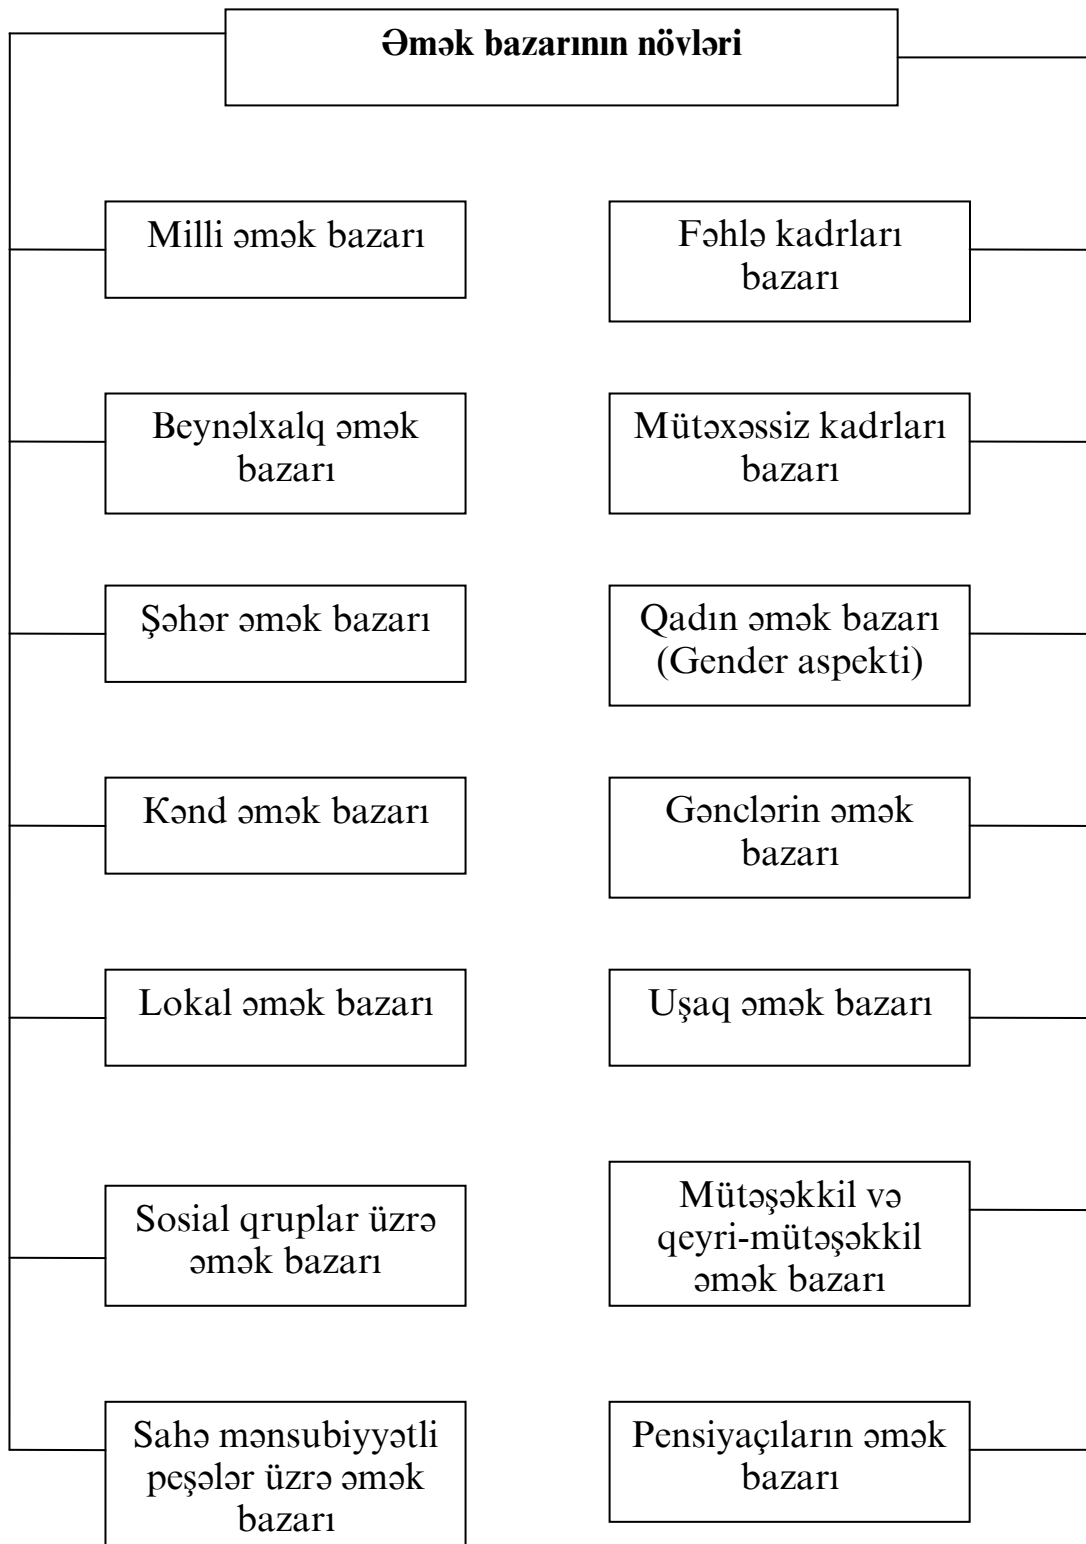 Əmək bazarının növləri
Milli əmək bazarı
Fəhlə kadrları
bazarı
Beynəlxalq əmək
bazarı
Mütəxəssiz kadrları
bazarı
Şəhər əmək bazarı
Qadın əmək bazarı
(Gender aspekti)
Kənd əmək bazarı
Gənclərin əmək
bazarı
Lokal əmək bazarı
Uşaq əmək bazarı
Sosial qruplar üzrə
əmək bazarı
Mütəşəkkil və
qeyri-mütəşəkkil
əmək bazarı
Sahə mənsubiyyətli
peşələr üzrə əmək
bazarı
Pensiyaçıların əmək
bazarı